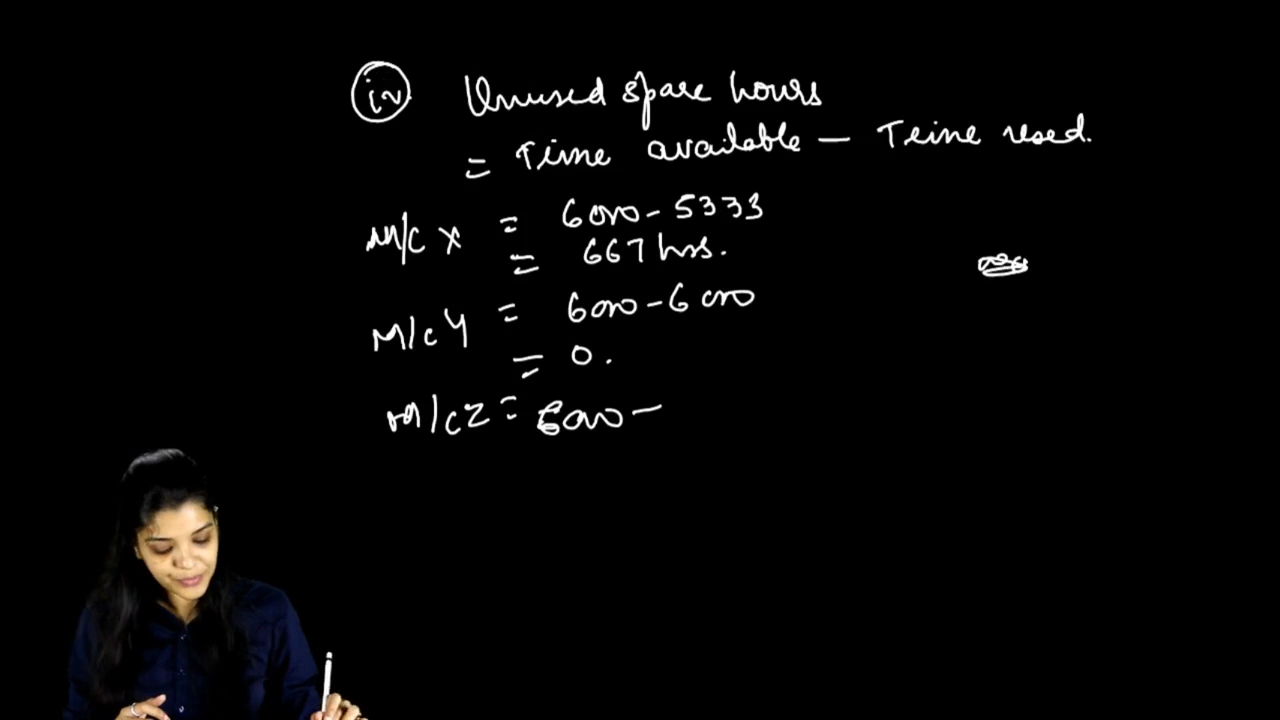 iv Unused spare hours
= Time available - Time used.
M/C X = 6000 - 5333
= 667 hrs.
M/C Y = 6000 - 6000
= 0.
M/C Z = 6000 -